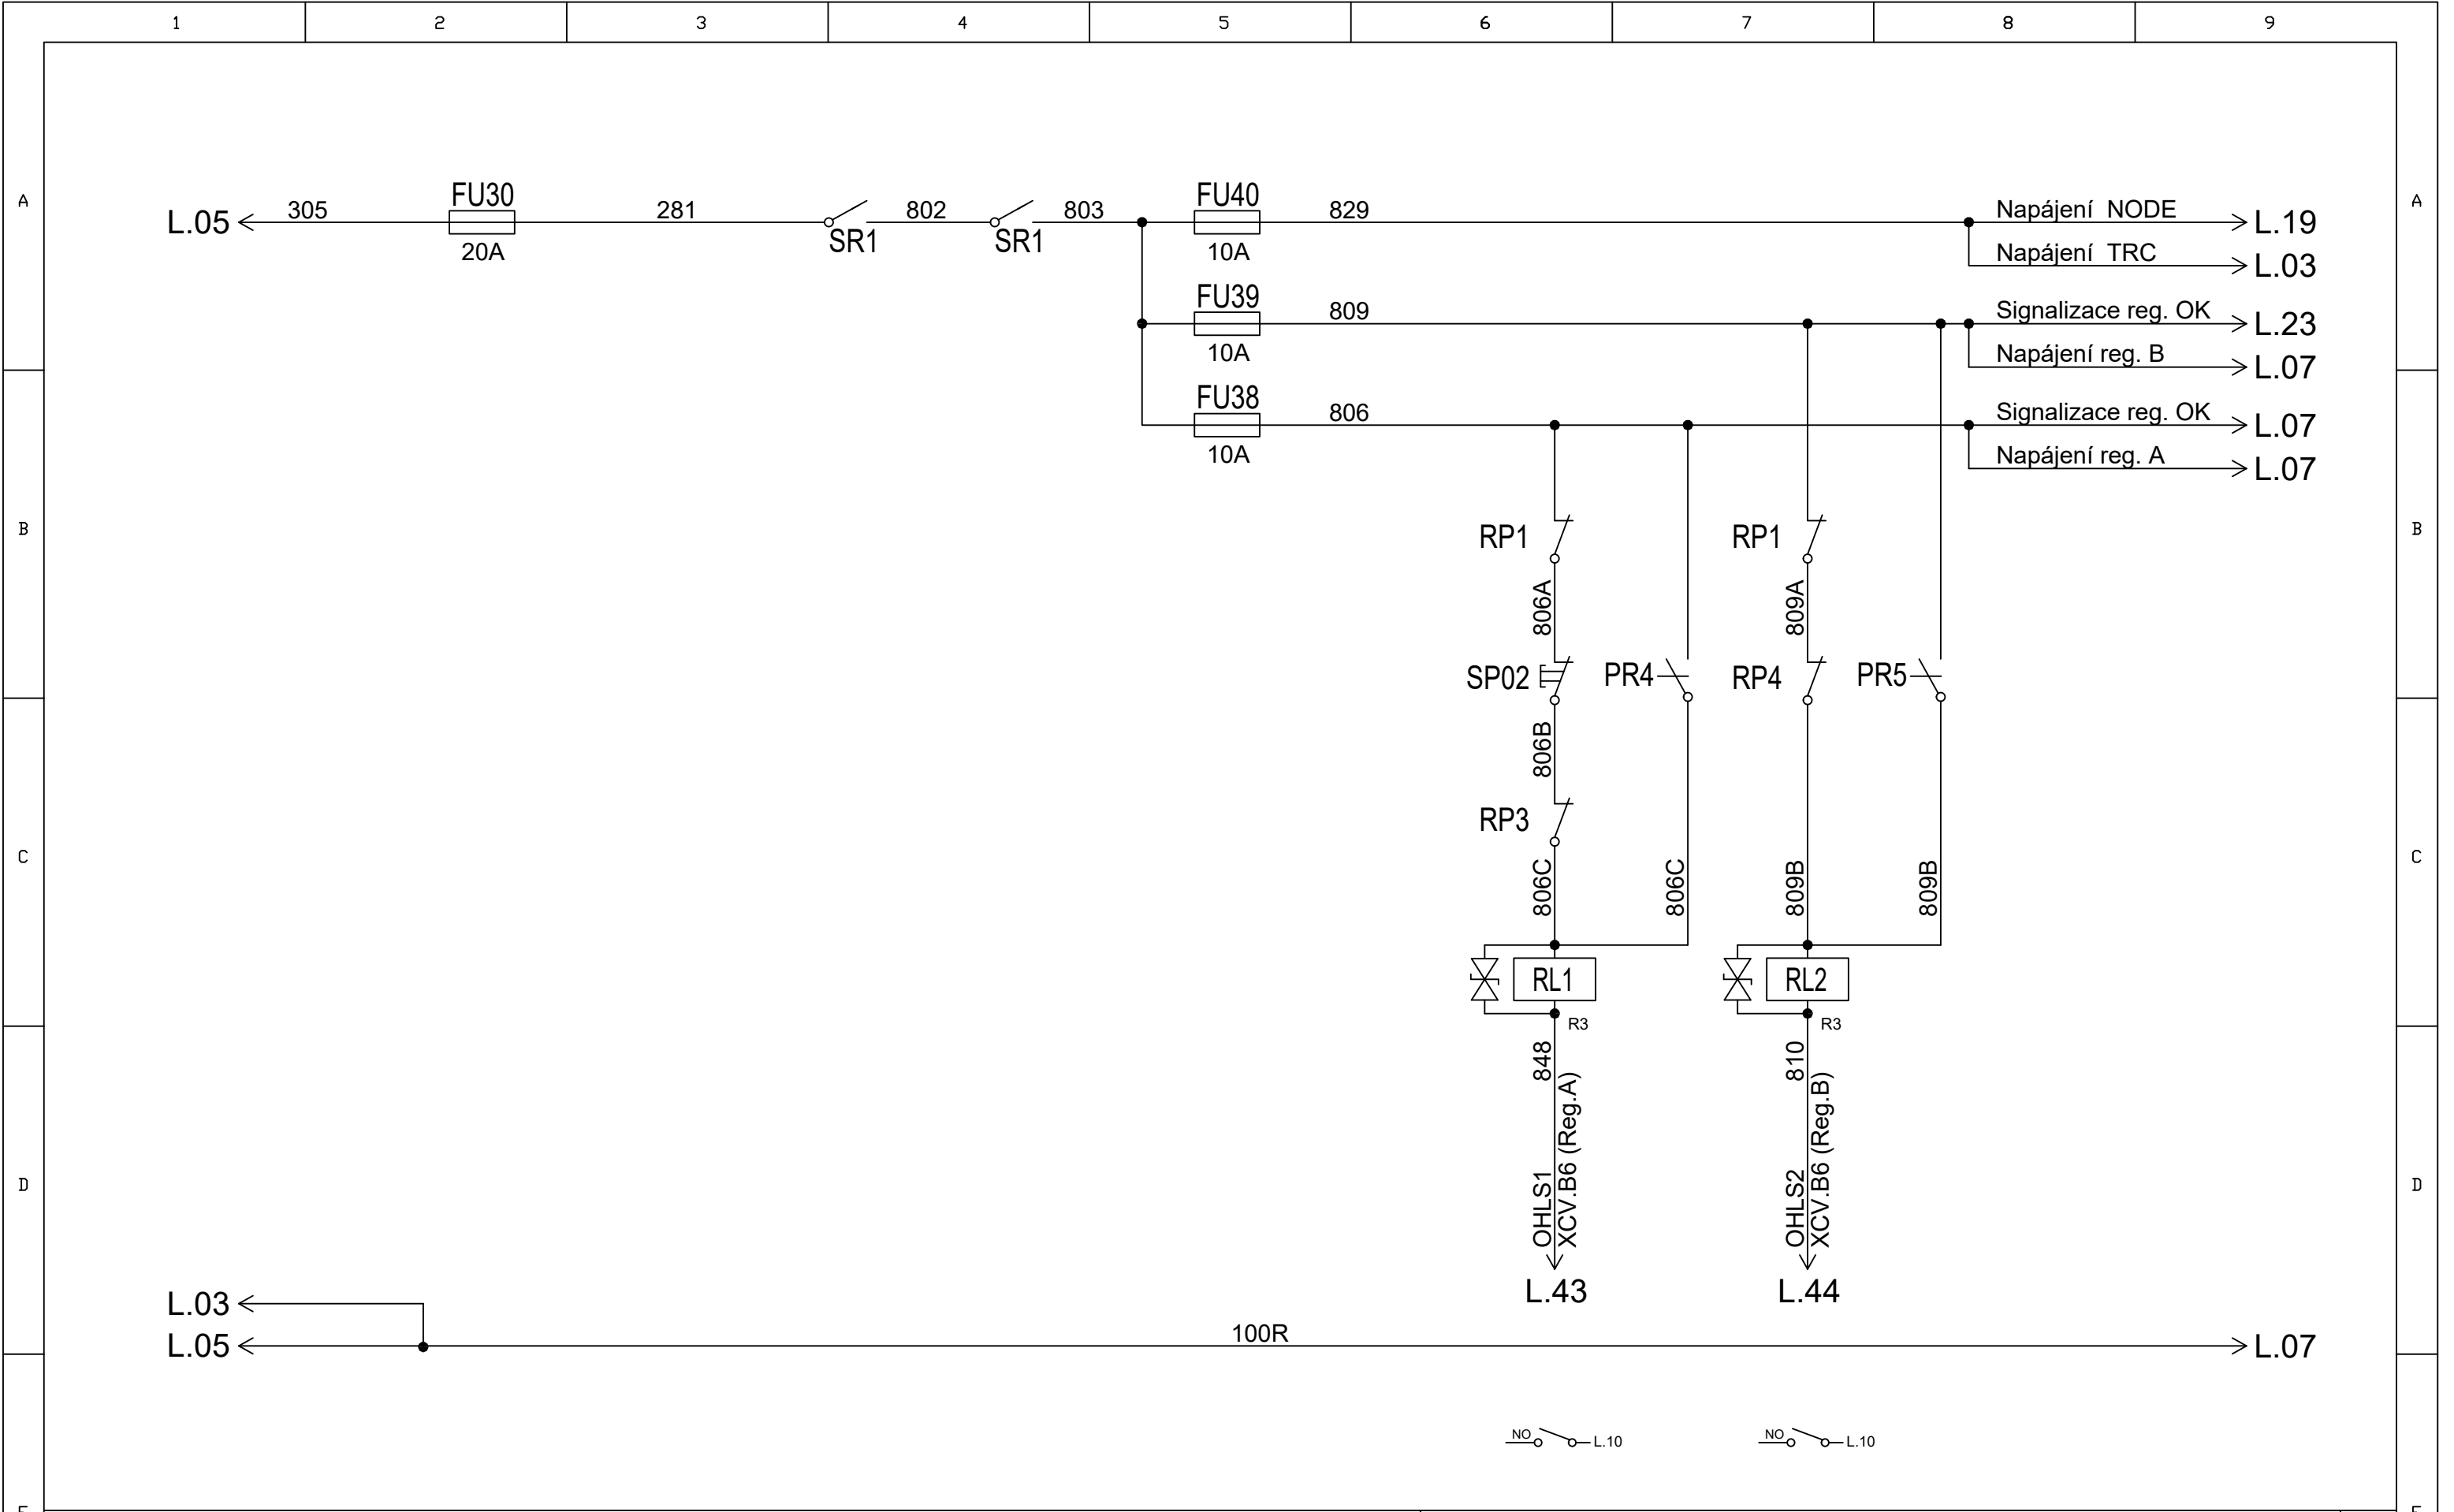 1 2 3 4 5 6 7 8 9
A A
FU30 FU40
305 281 802 803 829 Napájení NODE
L.05 L.19
SR1 SR1
20A 10A Napájení TRC
L.03
FU39
809 Signalizace reg. OK
L.23
10A Napájení reg. B
L.07
FU38
806 Signalizace reg. OK
L.07
10A Napájení reg. A
L.07
B B
RP1 RP1
806A 809A
SP02 PR4 RP4 PR5
806B
RP3
C C
806C 806C 809B 809B
RL1 RL2
R3 R3
848 810
D D
OHLS1 XCV.B6 (Reg.A) OHLS2 XCV.B6 (Reg.B)
L.43 L.44
L.03
100R
L.05 L.07
NO L.10 NO L.10